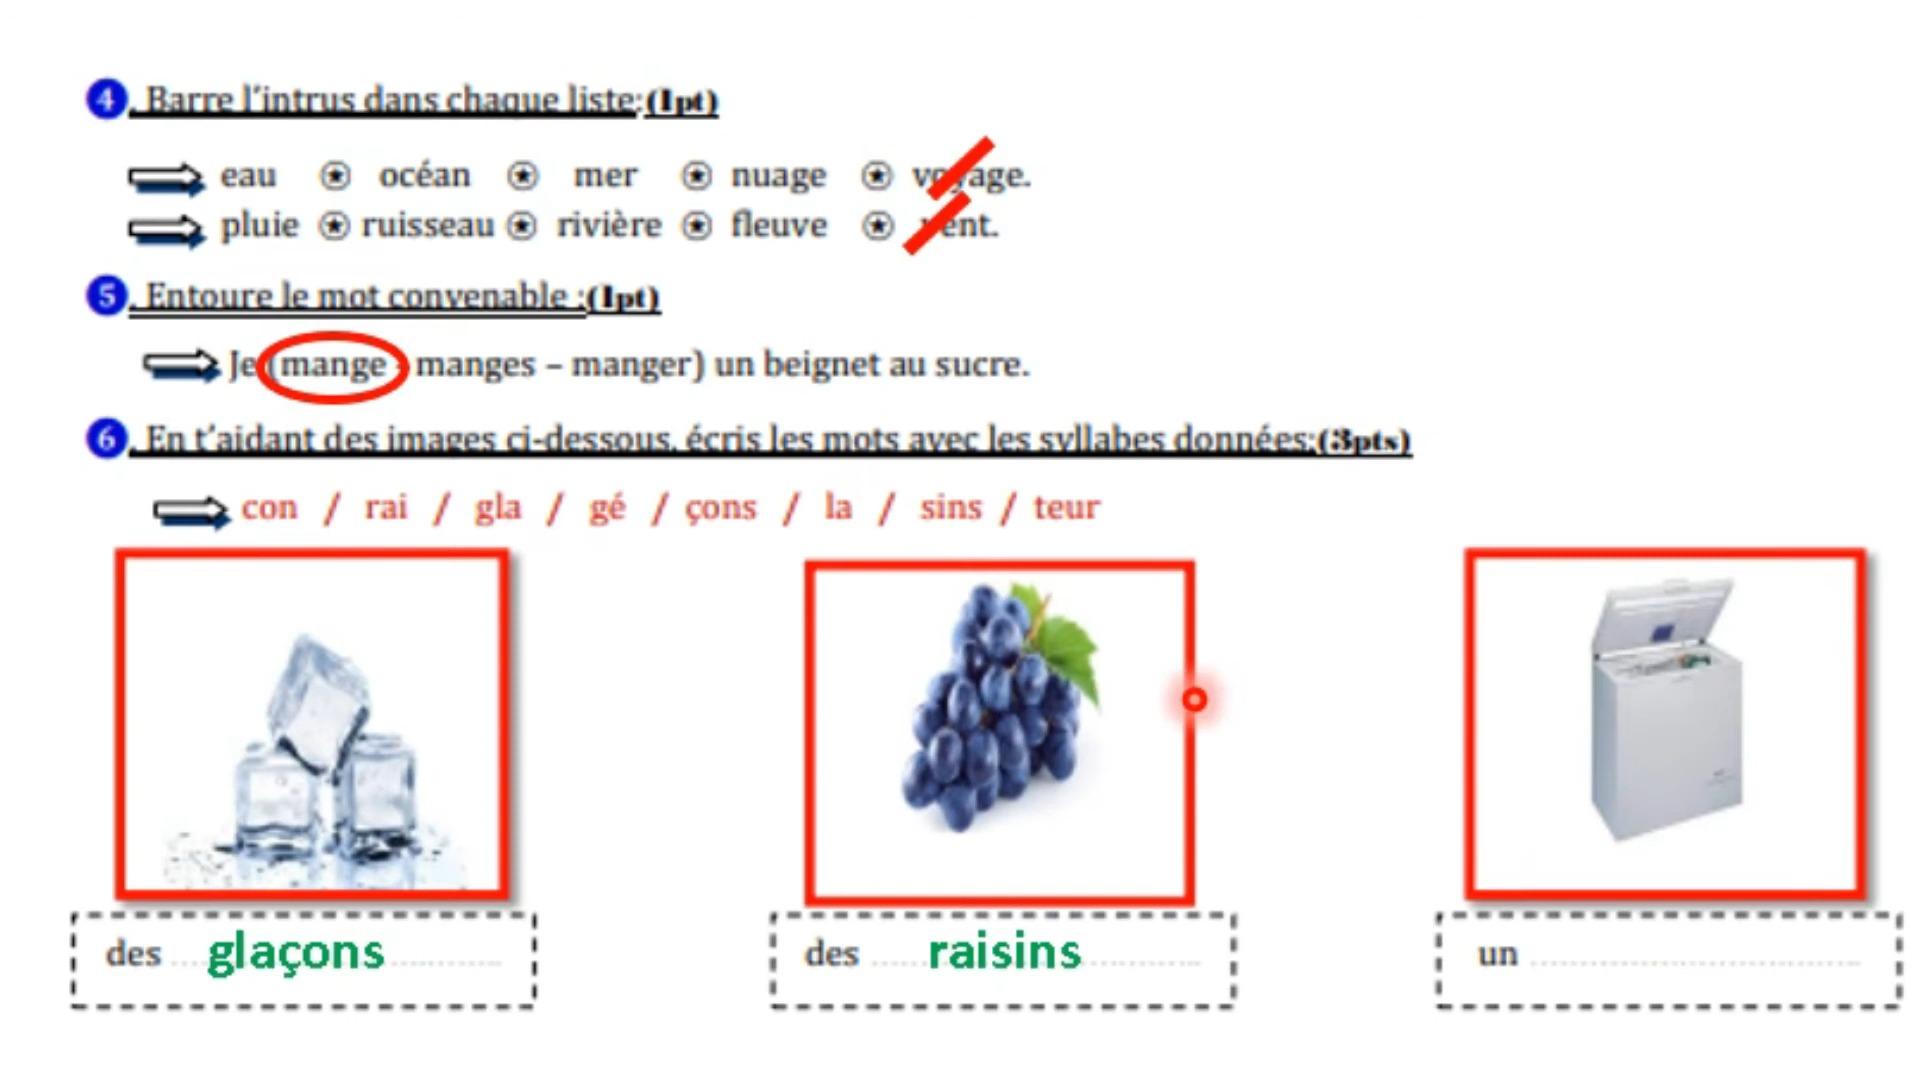 4. Barre l'intrus dans chaque liste:(1pt)
eau ⍟ océan ⍟ mer ⍟ nuage ⍟ voyage.
pluie ⍟ ruisseau ⍟ rivière ⍟ fleuve ⍟ vent.
5. Entoure le mot convenable :(1pt)
Je (mange - manges – manger) un beignet au sucre.
6. En t'aidant des images ci-dessous, écris les mots avec les syllabes données:(3pts)
con / rai / gla / gé / çons / la / sins / teur
des glaçons
des raisins
un